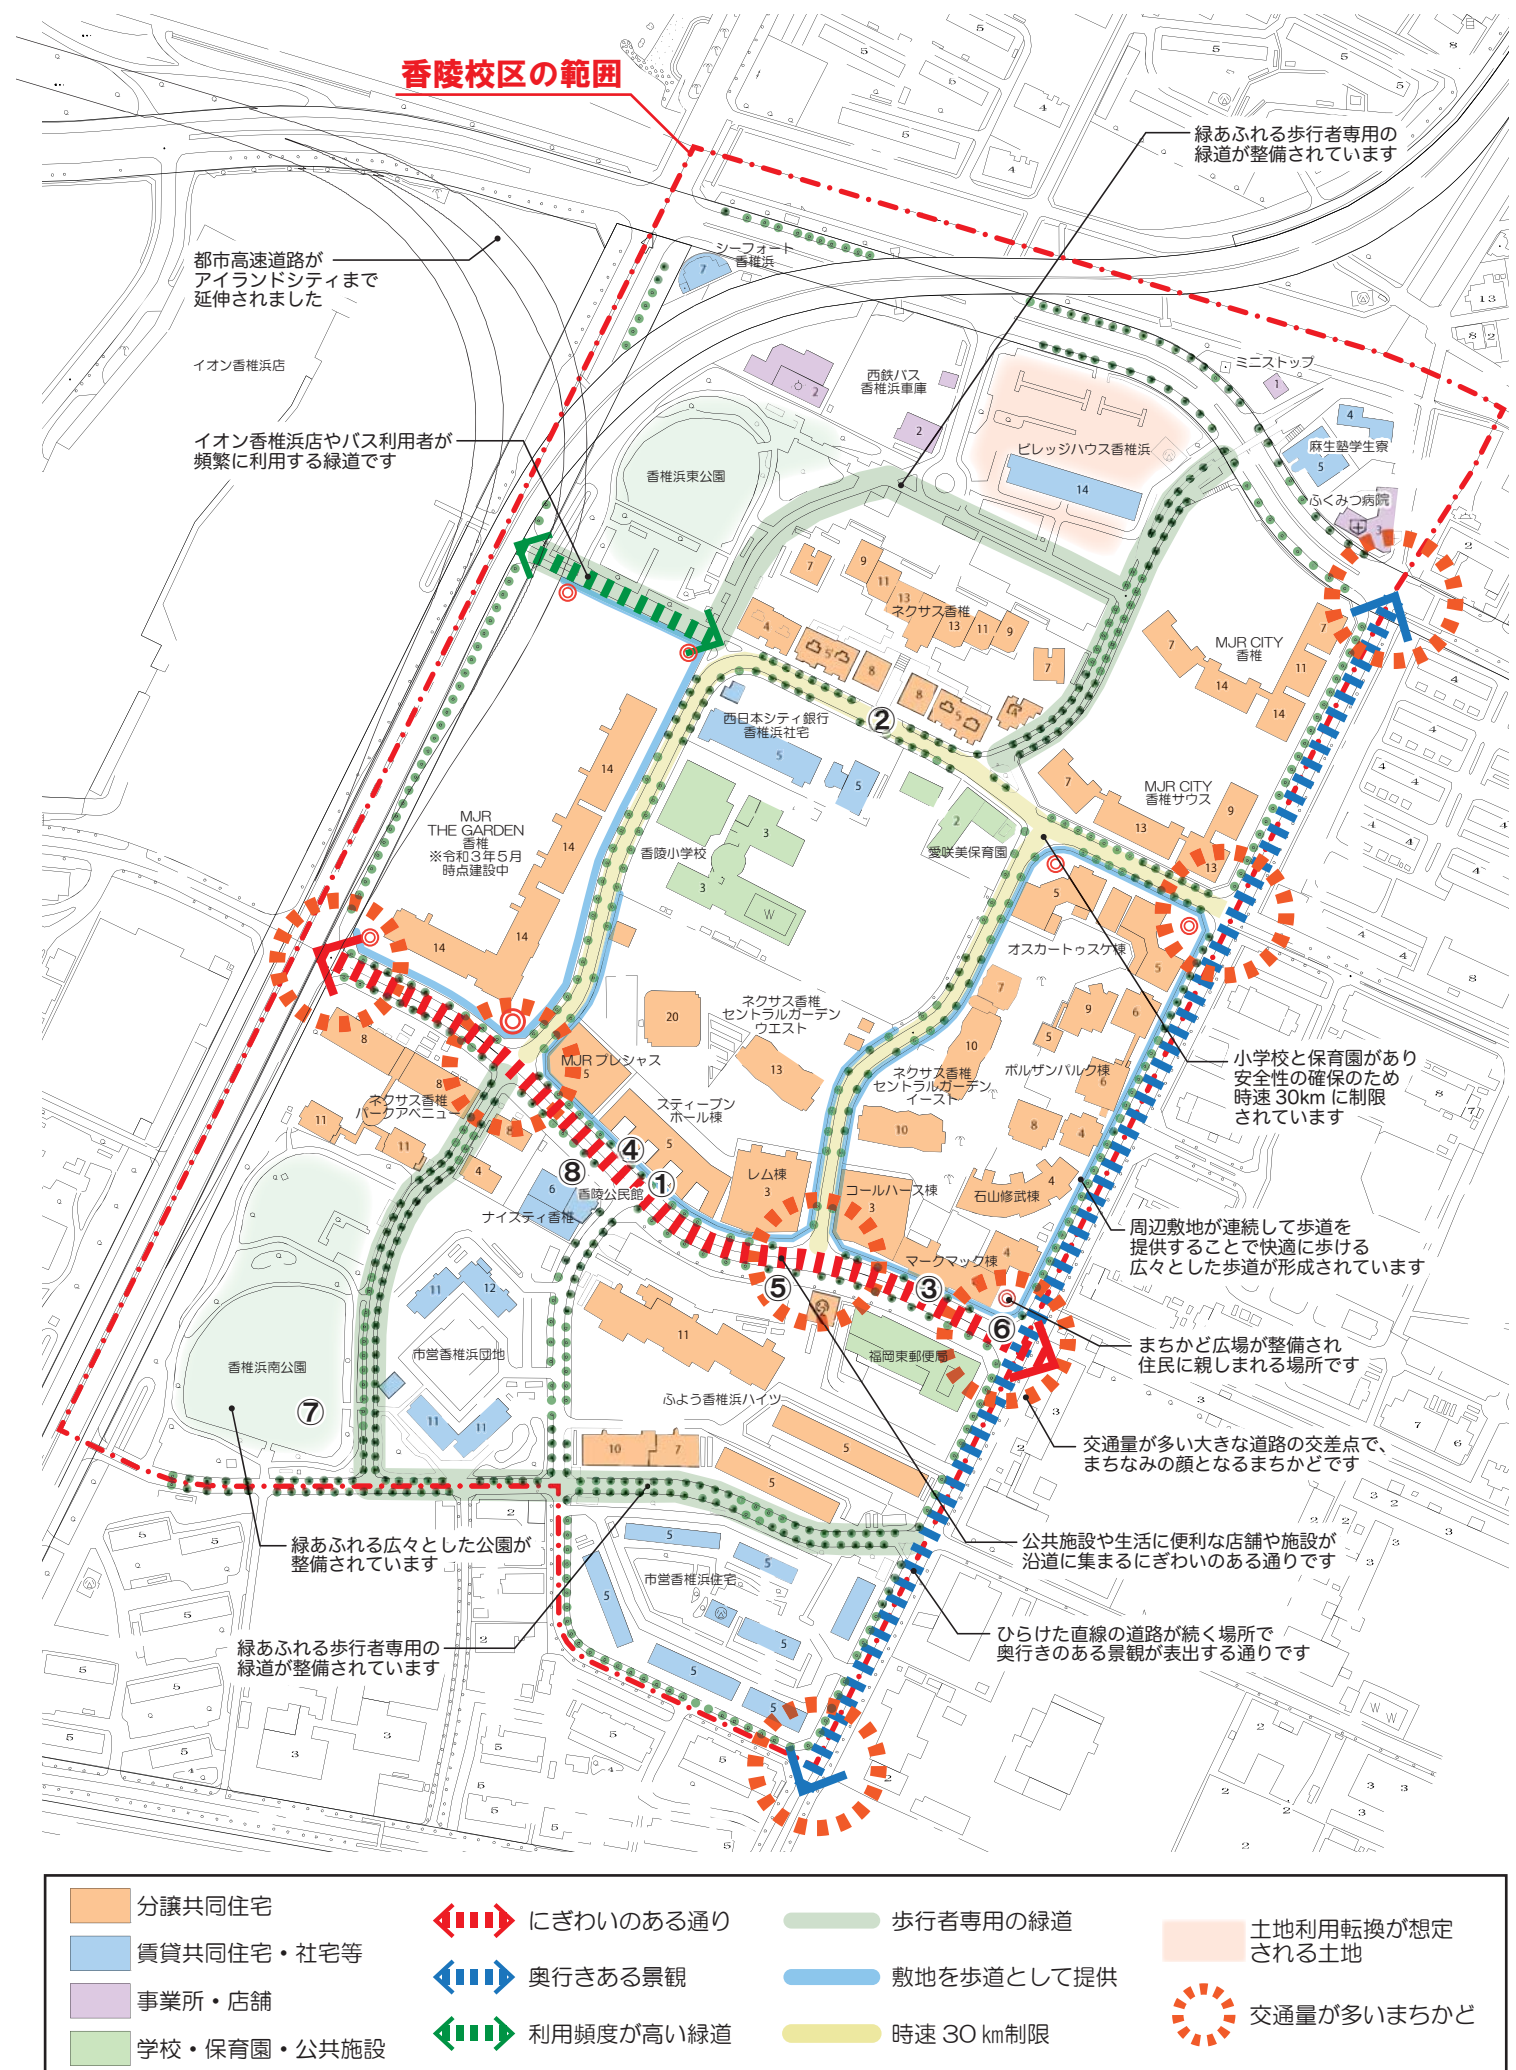 香陵校区の範囲
緑あふれる歩行者専用の
緑道が整備されています
都市高速道路が
アイランドシティまで
延伸されました
シーフォート
香椎浜
イオン香椎浜店
西鉄バス
香椎浜車庫
ミニストップ
イオン香椎浜店やバス利用者が
頻繁に利用する緑道です
麻生塾学生寮
ビレッジハウス香椎浜
香椎浜東公園
ふくみつ病院
ネクサス香椎
MJR CITY
香椎
②
西日本シティ銀行
香椎浜社宅
MJR CITY
香椎サウス
MJR
THE GARDEN
香椎
※令和3年5月
時点建設中
香陵小学校
愛咲美保育園
オスカートゥスケ棟
ネクサス香椎
セントラルガーデン
ウエスト
MJRプレシャス
ネクサス香椎
セントラルガーデン
イースト
ポルザンパルク棟
小学校と保育園があり
安全性の確保のため
時速30kmに制限
されています
ネクサス香椎
パークアベニュー
スティーブン
ホール棟
④
⑧
①
香陵公民館
レム棟
コールハース棟
石山修武棟
ナイスティ香椎
周辺敷地が連続して歩道を
提供することで快適に歩ける
広々とした歩道が形成されています
マークマック棟
⑤
③
⑥
まちかど広場が整備され
住民に親しまれる場所です
市営香椎浜団地
福岡東郵便局
香椎浜南公園
⑦
ふよう香椎浜ハイツ
交通量が多い大きな道路の交差点で、
まちなみの顔となるまちかどです
緑あふれる広々とした公園が
整備されています
公共施設や生活に便利な店舗や施設が
沿道に集まるにぎわいのある通りです
市営香椎浜住宅
緑あふれる歩行者専用の
緑道が整備されています
ひらけた直線の道路が続く場所で
奥行きのある景観が表出する通りです
分譲共同住宅
賃貸共同住宅・社宅等
事業所・店舗
学校・保育園・公共施設
にぎわいのある通り
奥行きある景観
利用頻度が高い緑道
歩行者専用の緑道
敷地を歩道として提供
時速30㎞制限
土地利用転換が想定
される土地
交通量が多いまちかど